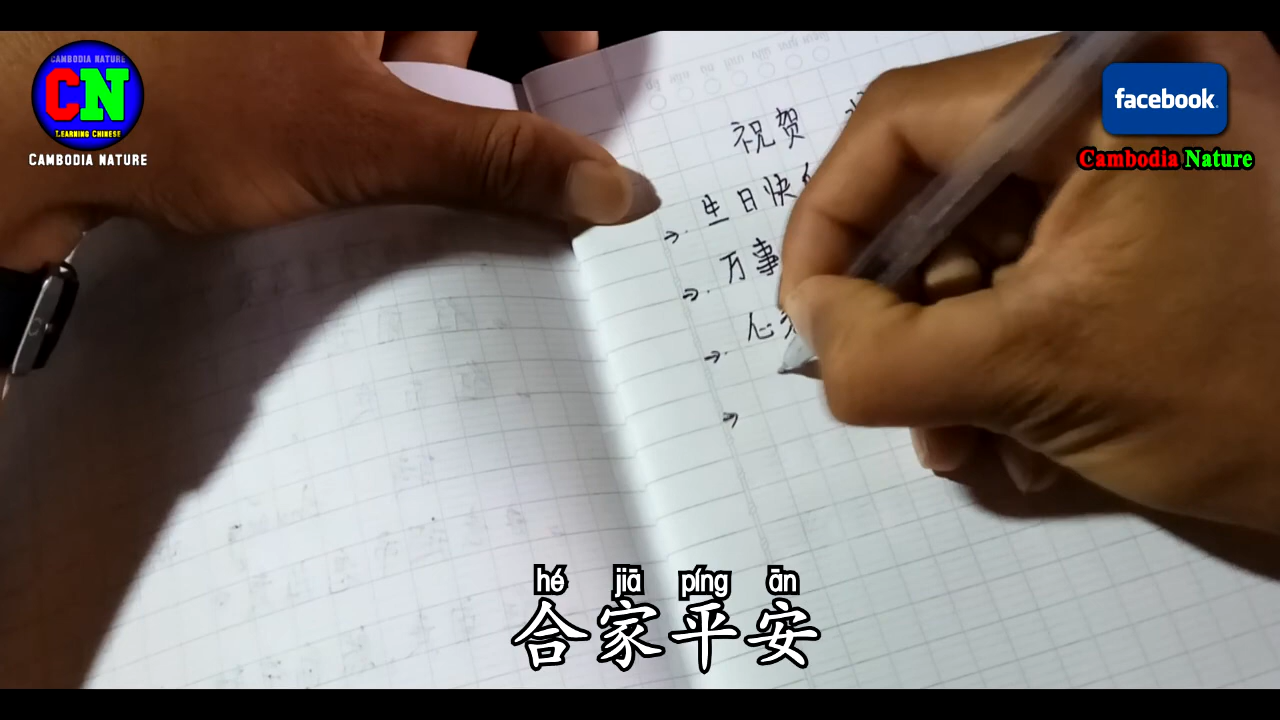 CAMBODIA NATURE
CN
LEARNING CHINESE
CAMBODIA NATURE
facebook
Cambodia Nature
祝贺
生日快
万事
心
hé jiā píng ān
合家平安